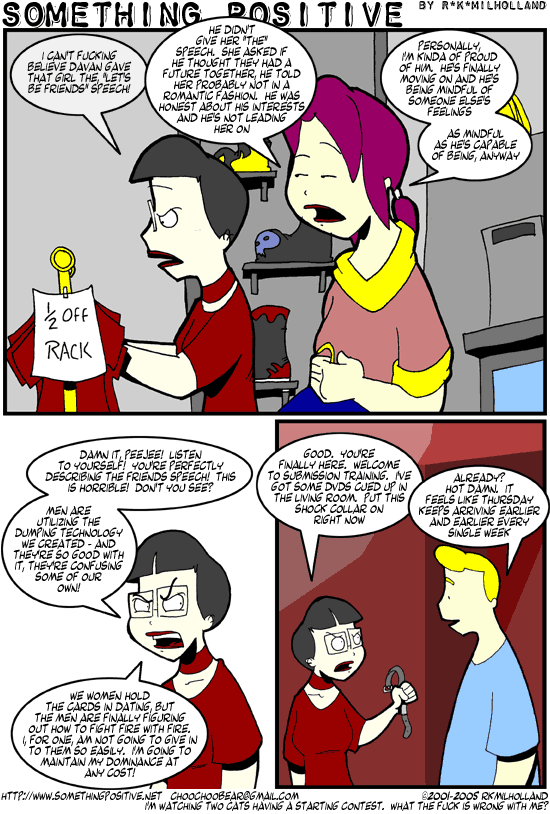 SOMETHING POSITIVE
BY R*K*MILHOLLAND
I CAN'T FUCKING
BELIEVE DAVAN GAVE
THAT GIRL THE, "LET'S
BE FRIENDS" SPEECH!
HE DIDN'T
GIVE HER "THE"
SPEECH. SHE ASKED IF
HE THOUGHT THEY HAD A
FUTURE TOGETHER, HE TOLD
HER PROBABLY NOT IN A
ROMANTIC FASHION. HE WAS
HONEST ABOUT HIS INTERESTS
AND HE'S NOT LEADING
HER ON
PERSONALLY,
I'M KINDA OF PROUD
OF HIM. HE'S FINALLY
MOVING ON AND HE'S
BEING MINDFUL OF
SOMEONE ELSE'S
FEELINGS
AS MINDFUL
AS HE'S CAPABLE
OF BEING, ANYWAY
1/2 OFF
RACK
DAMN IT, PEEJEE! LISTEN
TO YOURSELF! YOU'RE PERFECTLY
DESCRIBING THE FRIENDS SPEECH! THIS
IS HORRIBLE! DON'T YOU SEE?
MEN ARE
UTILIZING THE
DUMPING TECHNOLOGY
WE CREATED - AND
THEY'RE SO GOOD WITH
IT, THEY'RE CONFUSING
SOME OF OUR
OWN!
WE WOMEN HOLD
THE CARDS IN DATING, BUT
THE MEN ARE FINALLY FIGURING
OUT HOW TO FIGHT FIRE WITH FIRE.
I, FOR ONE, AM NOT GOING TO GIVE IN
TO THEM SO EASILY. I'M GOING TO
MAINTAIN MY DOMINANCE AT
ANY COST!
GOOD. YOU'RE
FINALLY HERE. WELCOME
TO SUBMISSION TRAINING. I'VE
GOT SOME DVDS CUED UP IN
THE LIVING ROOM. PUT THIS
SHOCK COLLAR ON
RIGHT NOW
ALREADY?
HOT DAMN. IT
FEELS LIKE THURSDAY
KEEPS ARRIVING EARLIER
AND EARLIER EVERY
SINGLE WEEK
HTTP://WWW.SOMETHINGPOSITIVE.NET CHOOCHOOBEAR@GMAIL.COM ©2001-2005 RKMILHOLLAND
I'M WATCHING TWO CATS HAVING A STARTING CONTEST. WHAT THE FUCK IS WRONG WITH ME?